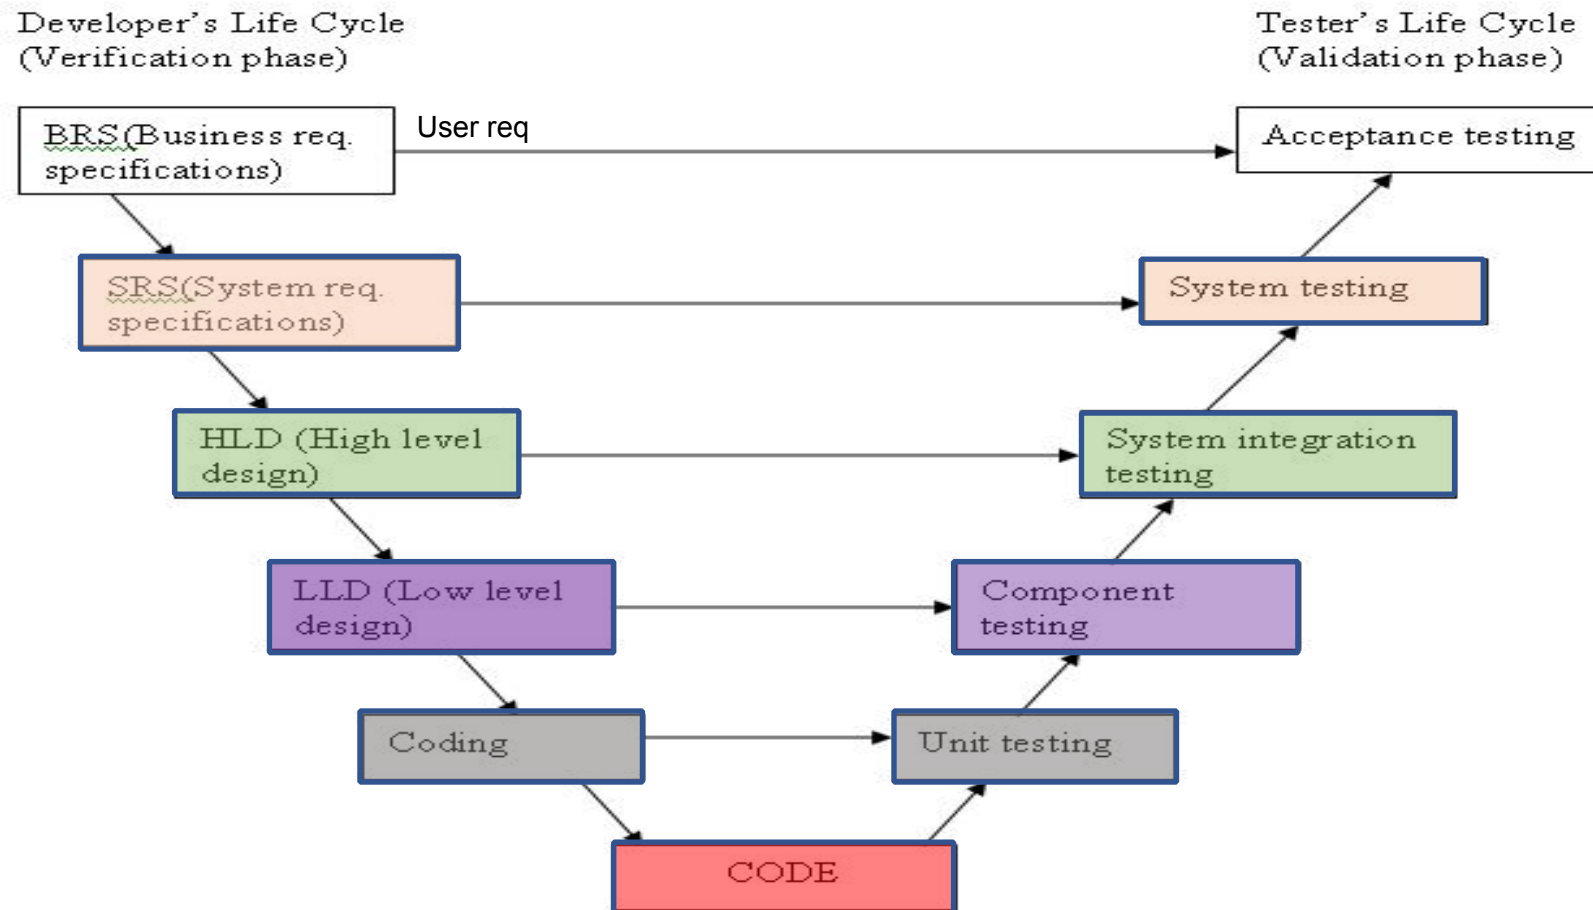 Developer's Life Cycle
(Verification phase)
Tester's Life Cycle
(Validation phase)
BRS(Business req.
specifications)
User req
Acceptance testing
SRS(System req.
specifications)
System testing
HLD (High level
design)
System integration
testing
LLD (Low level
design)
Component
testing
Coding
Unit testing
CODE